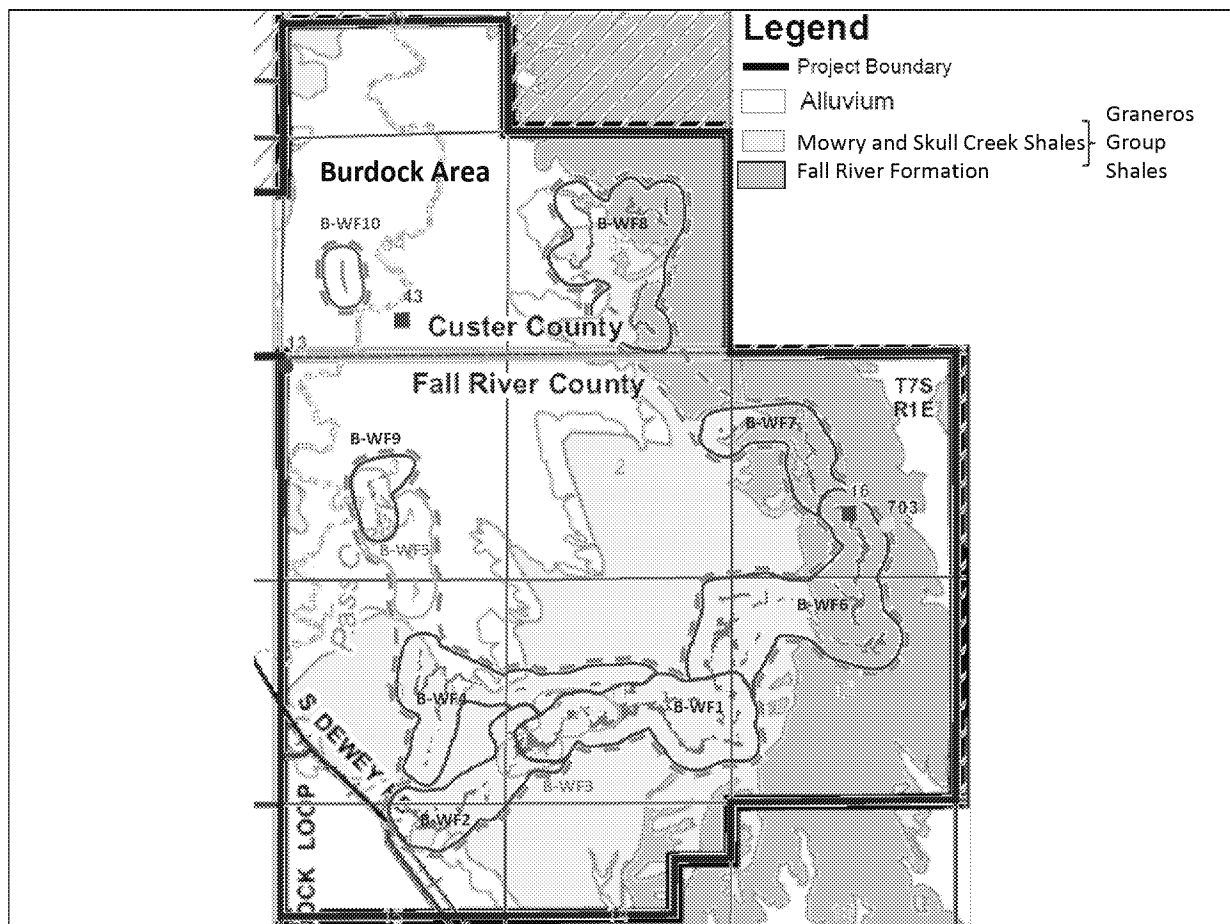 Legend
Project Boundary
Alluvium
Mowry and Skull Creek Shales
Graneros
Group
Shales
Fall River Formation
Burdock Area
B-WF10
B-WF8
43
Custer County
13
Fall River County
T7S
R1E
B-WF7
B-WF9
3
2
16
703
B-WF5
Pass C
B-WF6
B-WF4
B-WF1
S DEWEY
B-WF3
B-WF2
OCK LOOP